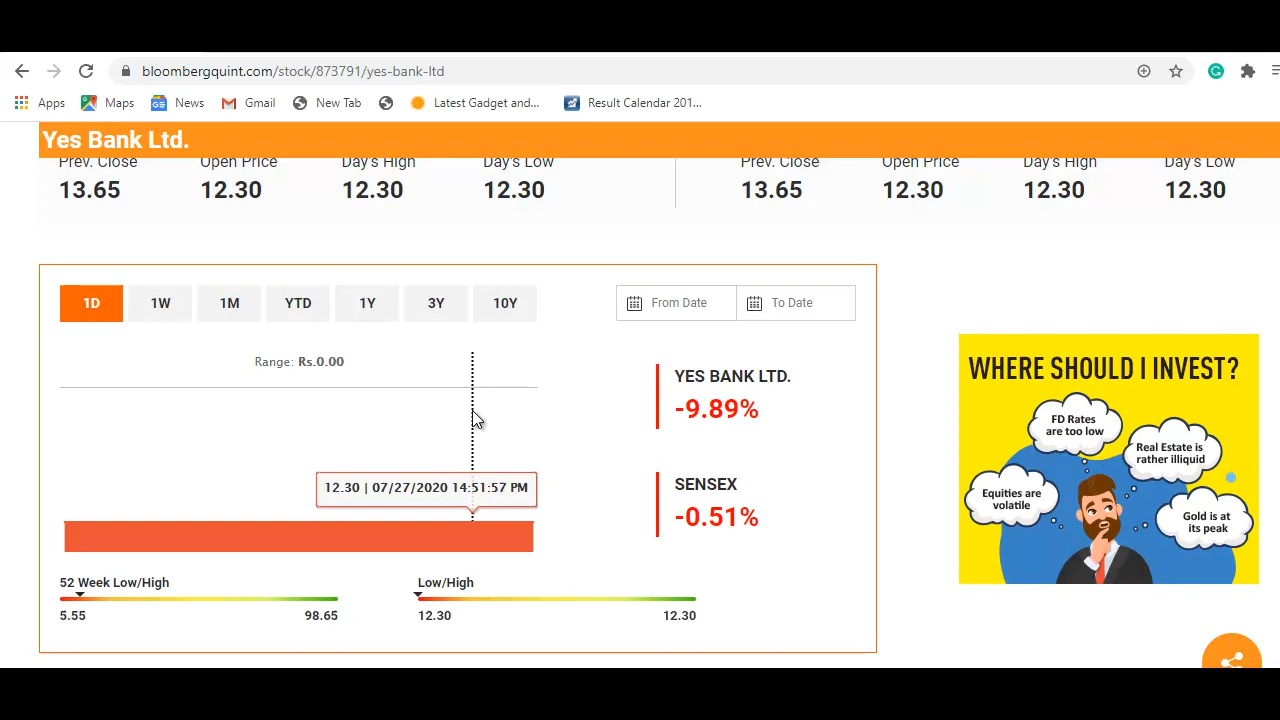 bloombergquint.com/stock/873791/yes-bank-ltd
Apps Maps News Gmail New Tab Latest Gadget and... Result Calendar 201...
Yes Bank Ltd.
Prev. Close Open Price Day's High Day's Low Prev. Close Open Price Day's High Day's Low
13.65 12.30 12.30 12.30 13.65 12.30 12.30 12.30
1D 1W 1M YTD 1Y 3Y 10Y From Date To Date
Range: Rs.0.00
YES BANK LTD.
-9.89%
12.30 | 07/27/2020 14:51:57 PM
SENSEX
-0.51%
52 Week Low/High Low/High
5.55 98.65 12.30 12.30
WHERE SHOULD I INVEST?
FD Rates
are too low
Real Estate is
rather illiquid
Equities are
volatile
Gold is at
its peak